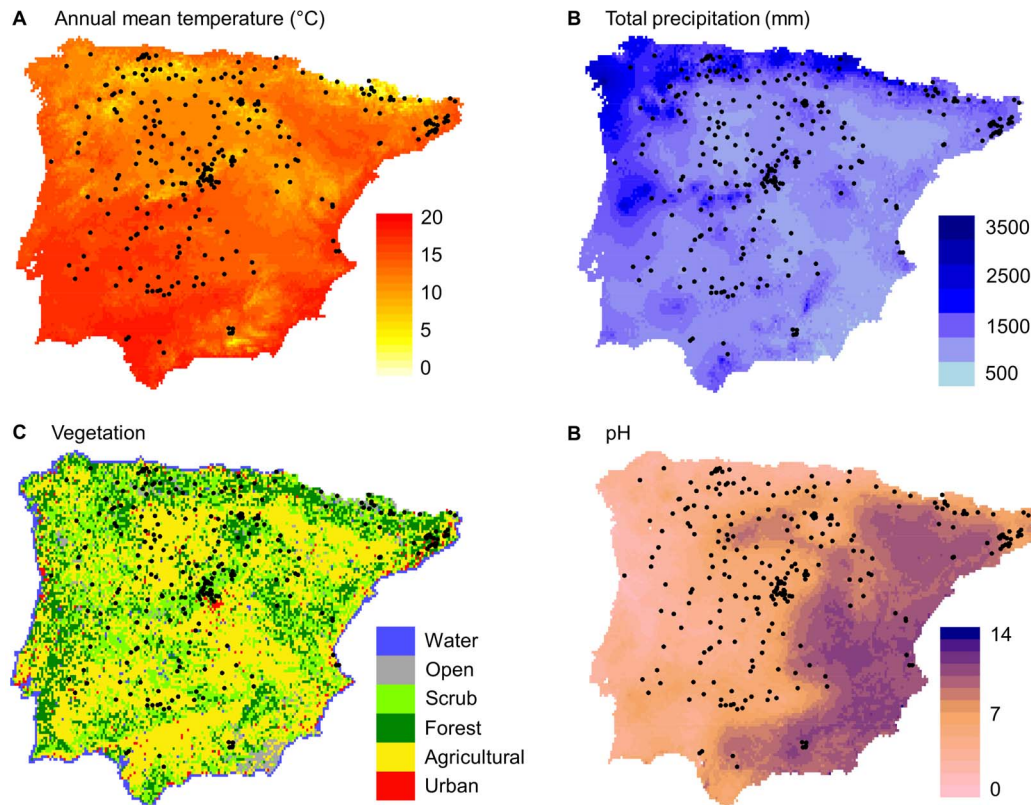 A Annual mean temperature (°C)
20
15
10
5
0
B Total precipitation (mm)
3500
2500
1500
500
C Vegetation
Water
Open
Scrub
Forest
Agricultural
Urban
B pH
14
7
0